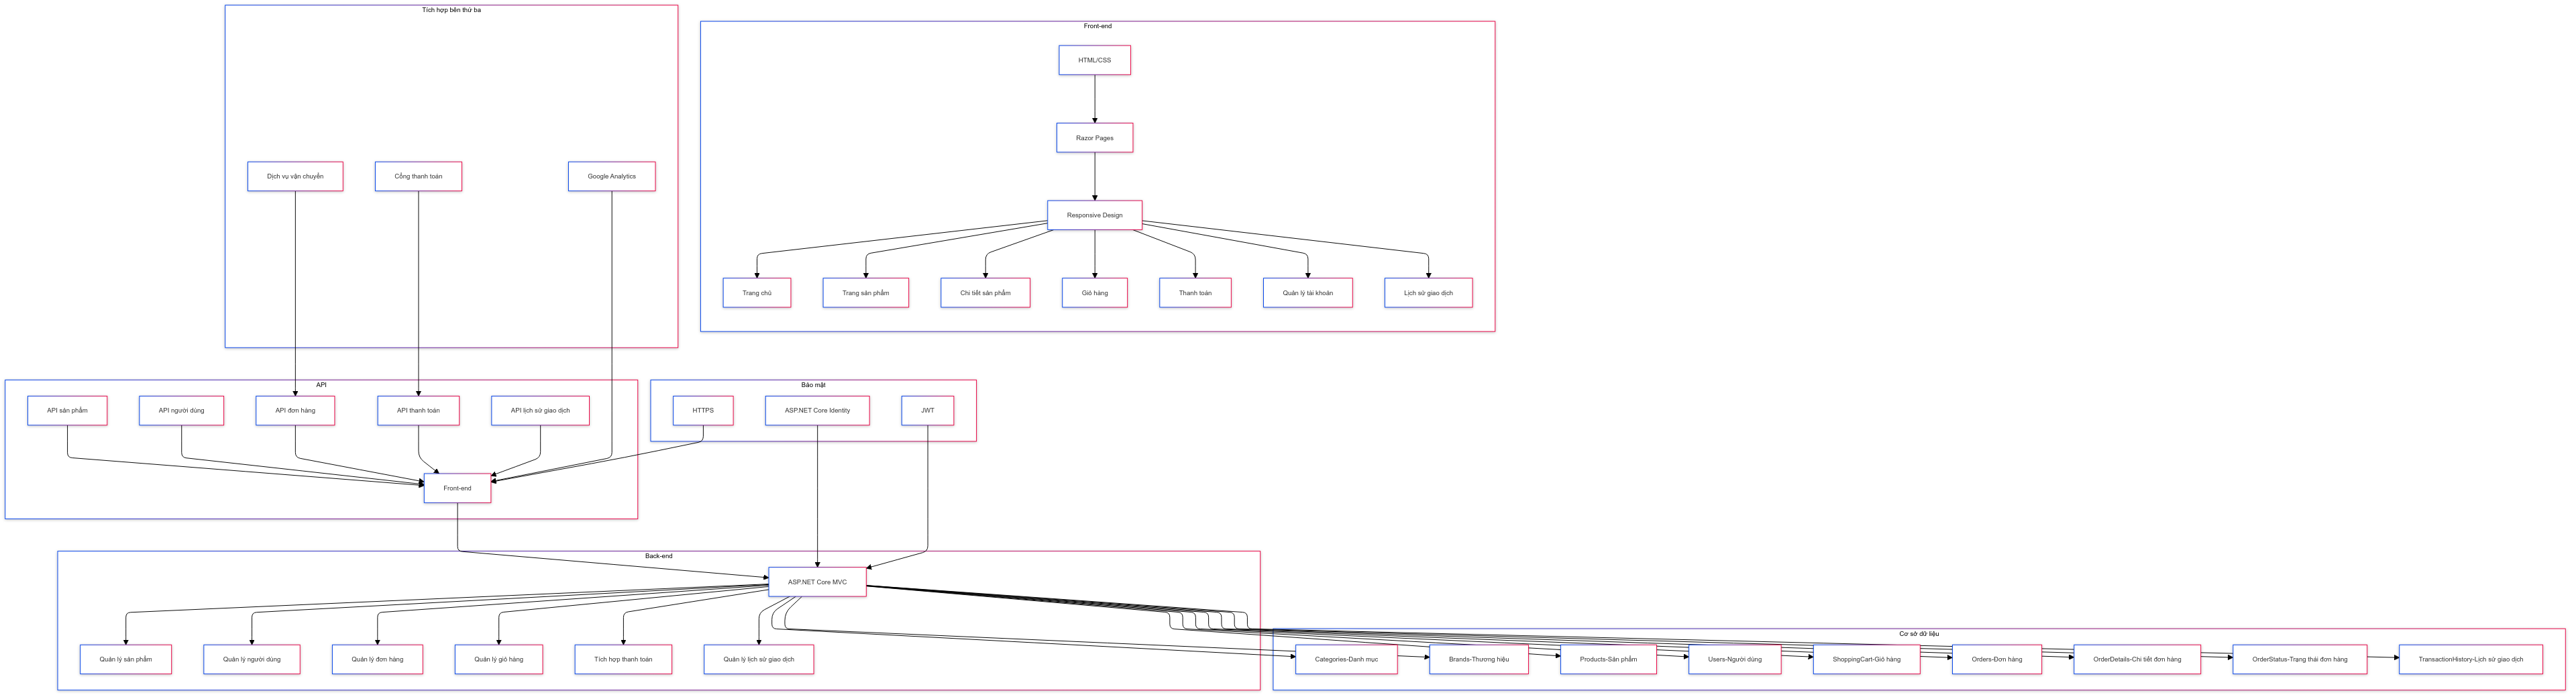 Tích hợp bên thứ ba
Dịch vụ vận chuyển
Cổng thanh toán
Google Analytics
Front-end
HTML/CSS
Razor Pages
Responsive Design
Trang chủ
Trang sản phẩm
Chi tiết sản phẩm
Giỏ hàng
Thanh toán
Quản lý tài khoản
Lịch sử giao dịch
API
API sản phẩm
API người dùng
API đơn hàng
API thanh toán
API lịch sử giao dịch
Front-end
Bảo mật
HTTPS
ASP.NET Core Identity
JWT
Back-end
ASP.NET Core MVC
Quản lý sản phẩm
Quản lý người dùng
Quản lý đơn hàng
Quản lý giỏ hàng
Tích hợp thanh toán
Quản lý lịch sử giao dịch
Cơ sở dữ liệu
Categories-Danh mục
Brands-Thương hiệu
Products-Sản phẩm
Users-Người dùng
ShoppingCart-Giỏ hàng
Orders-Đơn hàng
OrderDetails-Chi tiết đơn hàng
OrderStatus-Trạng thái đơn hàng
TransactionHistory-Lịch sử giao dịch